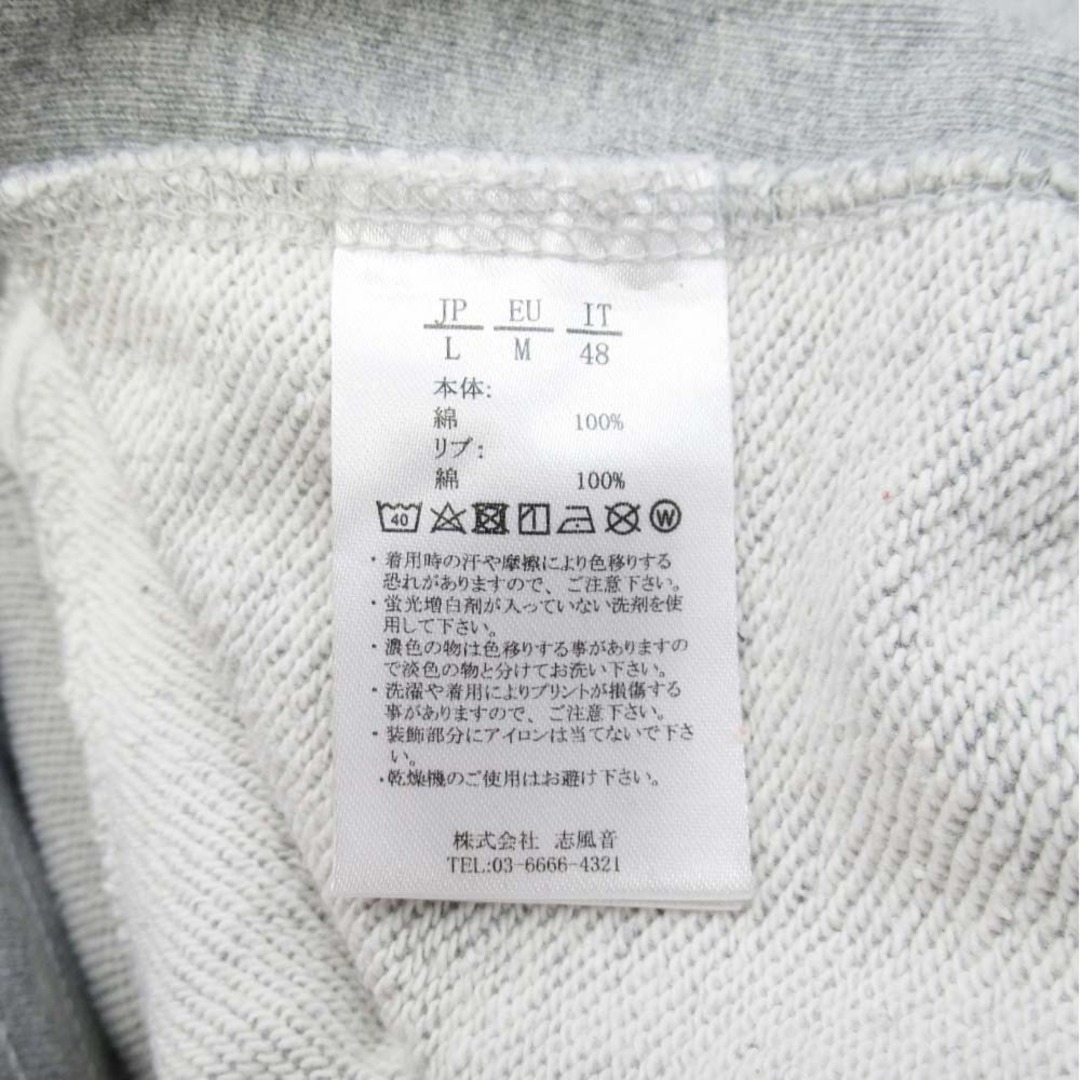 JP EU IT
L M 48
本体:
綿 100%
リブ:
綿 100%
40 W
・着用時の汗や摩擦により色移りする
恐れがありますので、ご注意下さい。
・蛍光増白剤が入っていない洗剤を使
用して下さい。
・濃色の物は色移りする事がありますの
で淡色の物と分けてお洗い下さい。
・洗濯や着用によりプリントが損傷する
事がありますので、ご注意下さい。
・装飾部分にアイロンは当てないで下さ
い。
・乾燥機のご使用はお避け下さい。
株式会社 志風音
TEL:03-6666-4321